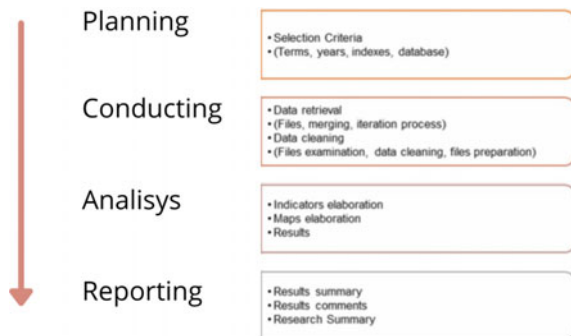 Planning
• Selection Criteria
• (Terms, years, indexes, database)
Conducting
• Data retrieval
• (Files, merging, iteration process)
• Data cleaning
• (Files examination, data cleaning, files preparation)
Analisys
• Indicators elaboration
• Maps elaboration
• Results
Reporting
• Results summary
• Results comments
• Research Summary